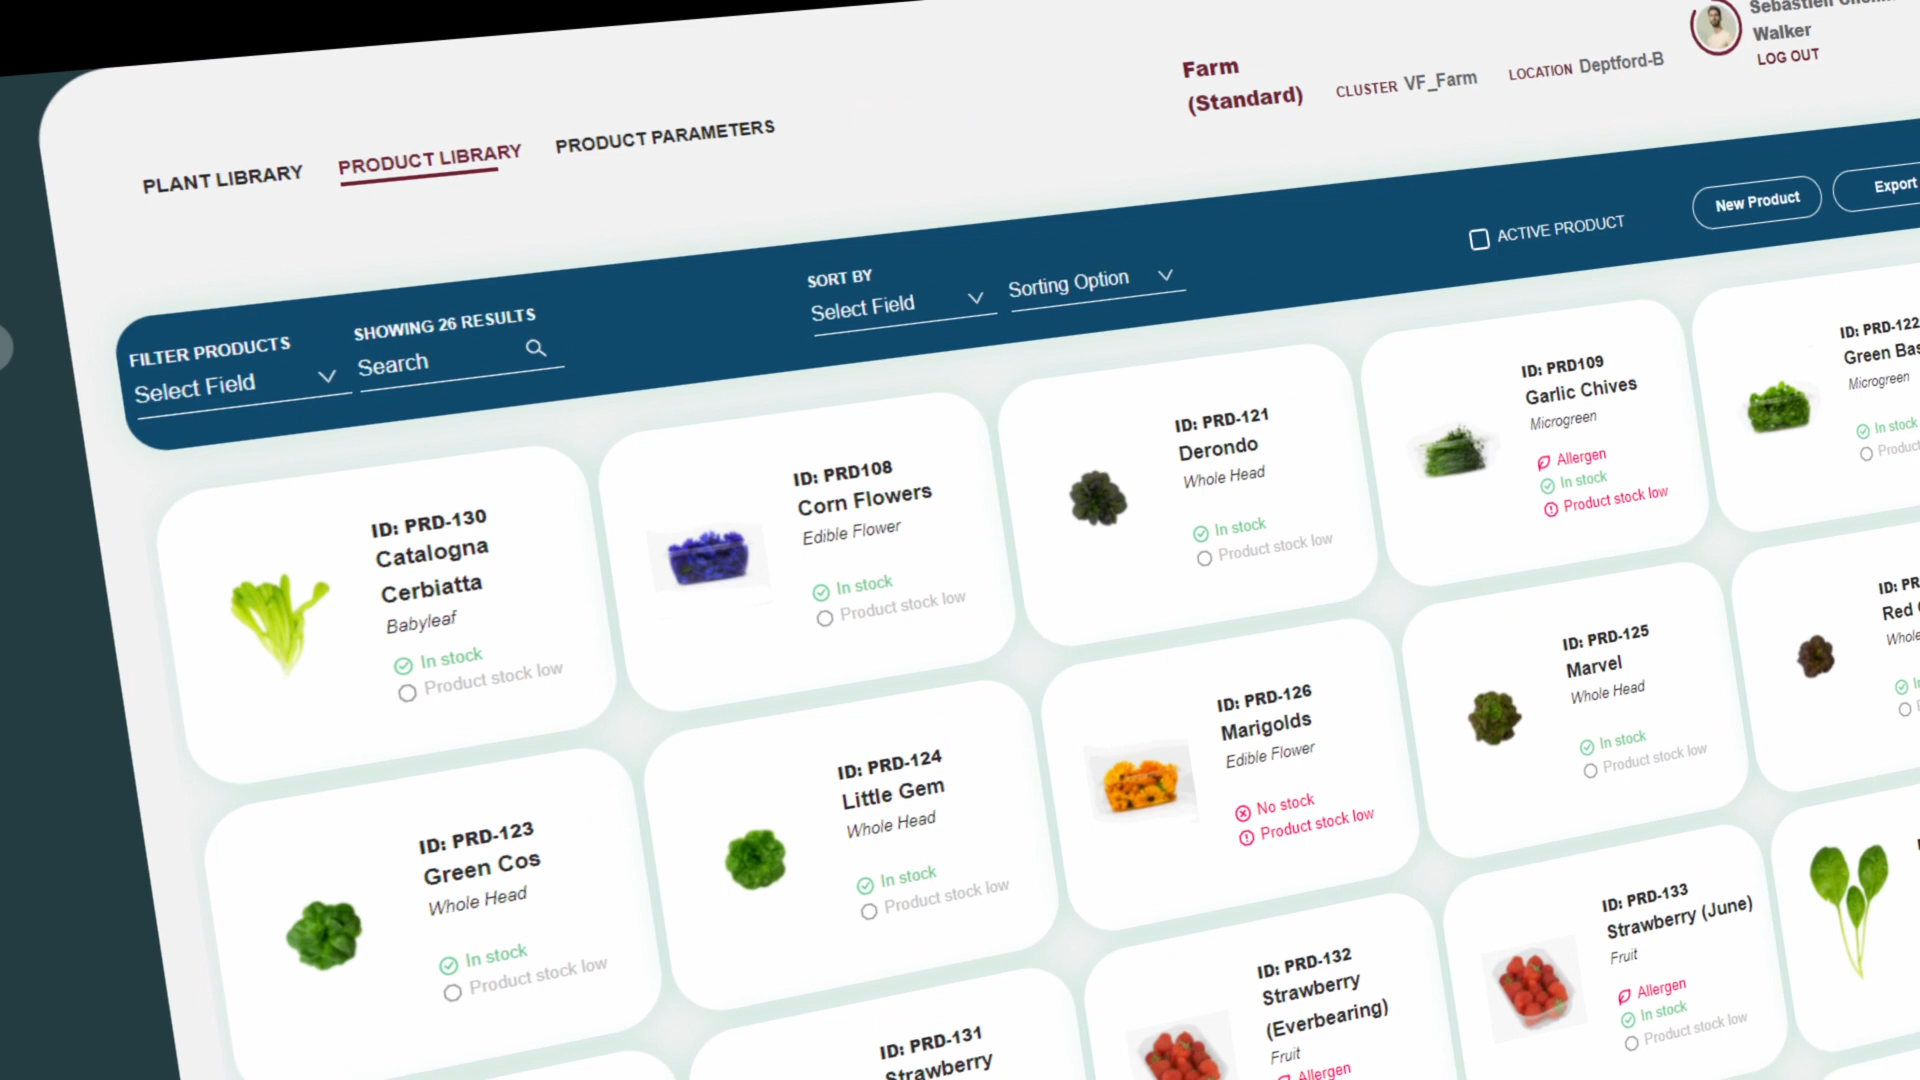 Sebastien
Walker
LOG OUT
Farm
(Standard)
CLUSTER VF_Farm
LOCATION Deptford-B
PLANT LIBRARY
PRODUCT LIBRARY
PRODUCT PARAMETERS
FILTER PRODUCTS
Select Field
SHOWING 26 RESULTS
Search
SORT BY
Select Field
Sorting Option
ACTIVE PRODUCT
New Product
Export
ID: PRD-130
Catalogna
Cerbiatta
Babyleaf
In stock
Product stock low
ID: PRD108
Corn Flowers
Edible Flower
In stock
Product stock low
ID: PRD-121
Derondo
Whole Head
In stock
Product stock low
ID: PRD109
Garlic Chives
Microgreen
Allergen
In stock
Product stock low
ID: PRD-122
Green
Microgreen
In stock
Product
ID: PRD-123
Green Cos
Whole Head
In stock
Product stock low
ID: PRD-124
Little Gem
Whole Head
In stock
Product stock low
ID: PRD-126
Marigolds
Edible Flower
No stock
Product stock low
ID: PRD-125
Marvel
Whole Head
In stock
Product stock low
ID:
Red
Whole
ID: PRD-131
Strawberry
ID: PRD-132
Strawberry
(Everbearing)
Fruit
Allergen
ID: PRD-133
Strawberry (June)
Fruit
Allergen
In stock
Product stock low